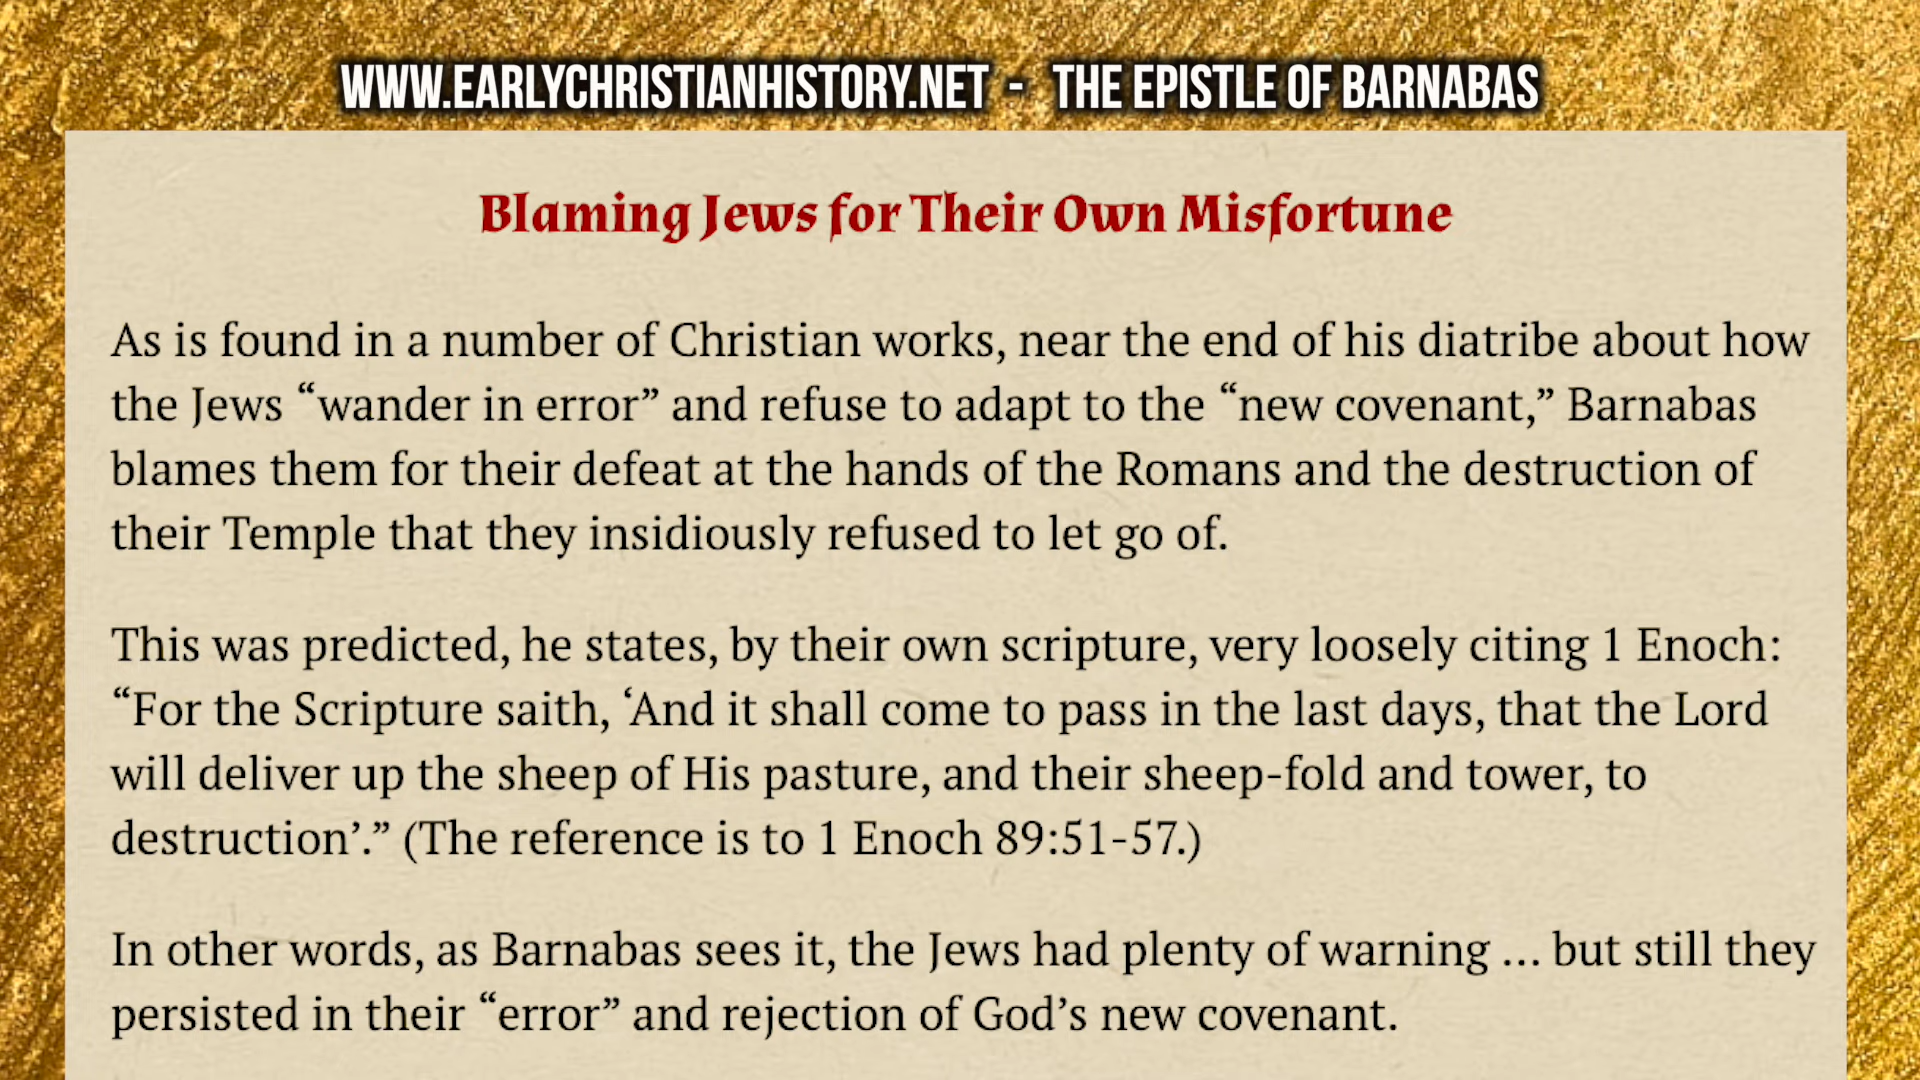 WWW.EARLYCHRISTIANHISTORY.NET - THE EPISTLE OF BARNABAS
Blaming Jews for Their Own Misfortune
As is found in a number of Christian works, near the end of his diatribe about how
the Jews “wander in error” and refuse to adapt to the “new covenant,” Barnabas
blames them for their defeat at the hands of the Romans and the destruction of
their Temple that they insidiously refused to let go of.
This was predicted, he states, by their own scripture, very loosely citing 1 Enoch:
“For the Scripture saith, ‘And it shall come to pass in the last days, that the Lord
will deliver up the sheep of His pasture, and their sheep-fold and tower, to
destruction’.” (The reference is to 1 Enoch 89:51-57.)
In other words, as Barnabas sees it, the Jews had plenty of warning ... but still they
persisted in their “error” and rejection of God’s new covenant.